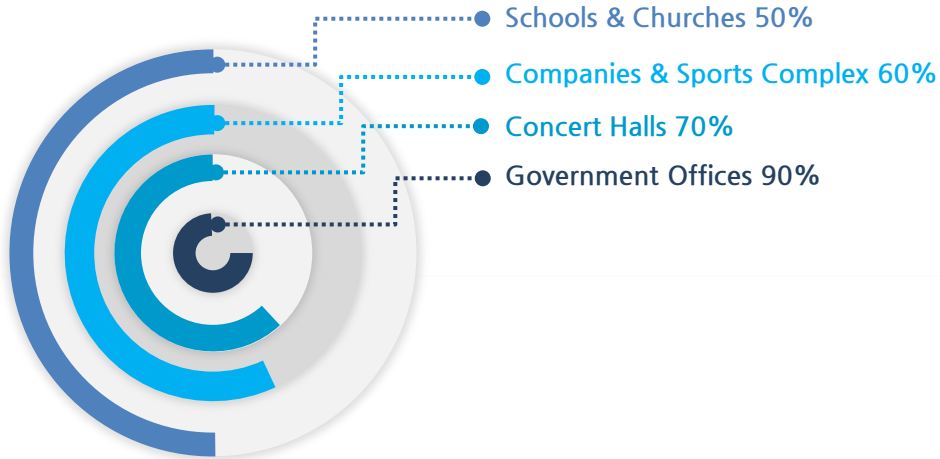 Schools & Churches 50%
Companies & Sports Complex 60%
Concert Halls 70%
Government Offices 90%